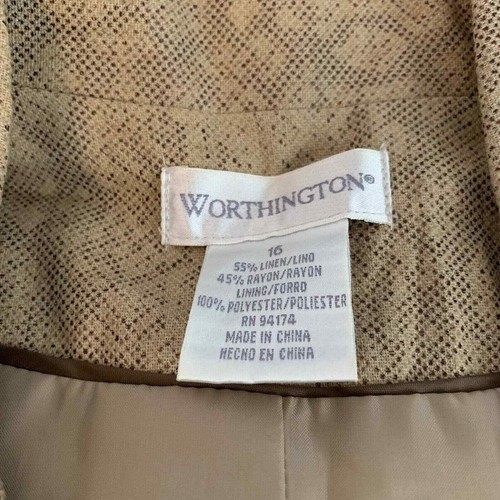 WORTHINGTON®
16
55% LINEN/LINO
45% RAYON/RAYON
LINING/FORRO
100% POLYESTER/POLIESTER
RN 94174
MADE IN CHINA
HECHO EN CHINA